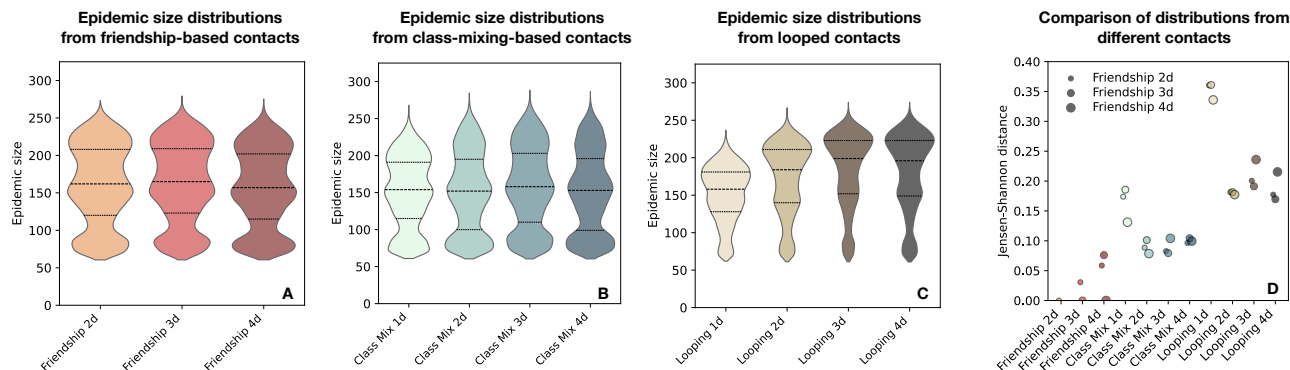 Epidemic size distributions
from friendship-based contacts
Epidemic size
300
250
200
150
100
50
0
A
Friendship 2d
Friendship 3d
Friendship 4d
Epidemic size distributions
from class-mixing-based contacts
Epidemic size
300
250
200
150
100
50
0
B
Class Mix 1d
Class Mix 2d
Class Mix 3d
Class Mix 4d
Epidemic size distributions
from looped contacts
Epidemic size
300
250
200
150
100
50
0
C
Looping 1d
Looping 2d
Looping 3d
Looping 4d
Comparison of distributions from
different contacts
Jensen-Shannon distance
0.40
0.35
0.30
0.25
0.20
0.15
0.10
0.05
0.00
Friendship 2d
Friendship 3d
Friendship 4d
D
Friendship 2d
Friendship 3d
Friendship 4d
Class Mix 1d
Class Mix 2d
Class Mix 3d
Class Mix 4d
Looping 1d
Looping 2d
Looping 3d
Looping 4d